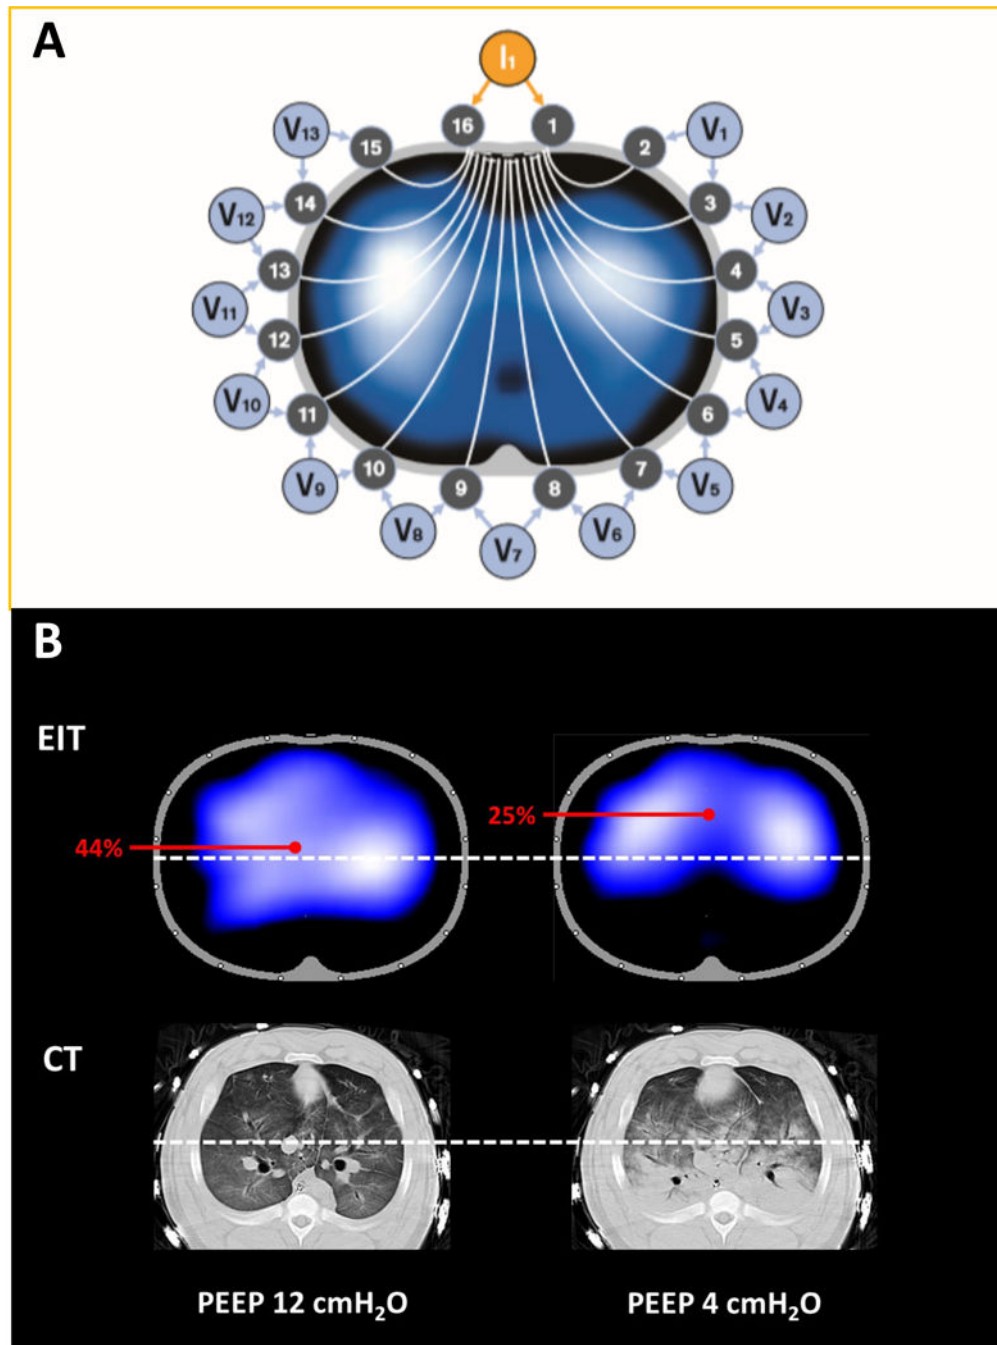 A
I₁
16
1
V₁₃
15
2
V₁
14
3
V₁₂
V₂
13
4
V₁₁
V₃
12
5
V₁₀
V₄
11
6
V₉
10
7
V₅
9
8
V₈
V₆
V₇
B
EIT
44%
25%
CT
PEEP 12 cmH₂O
PEEP 4 cmH₂O